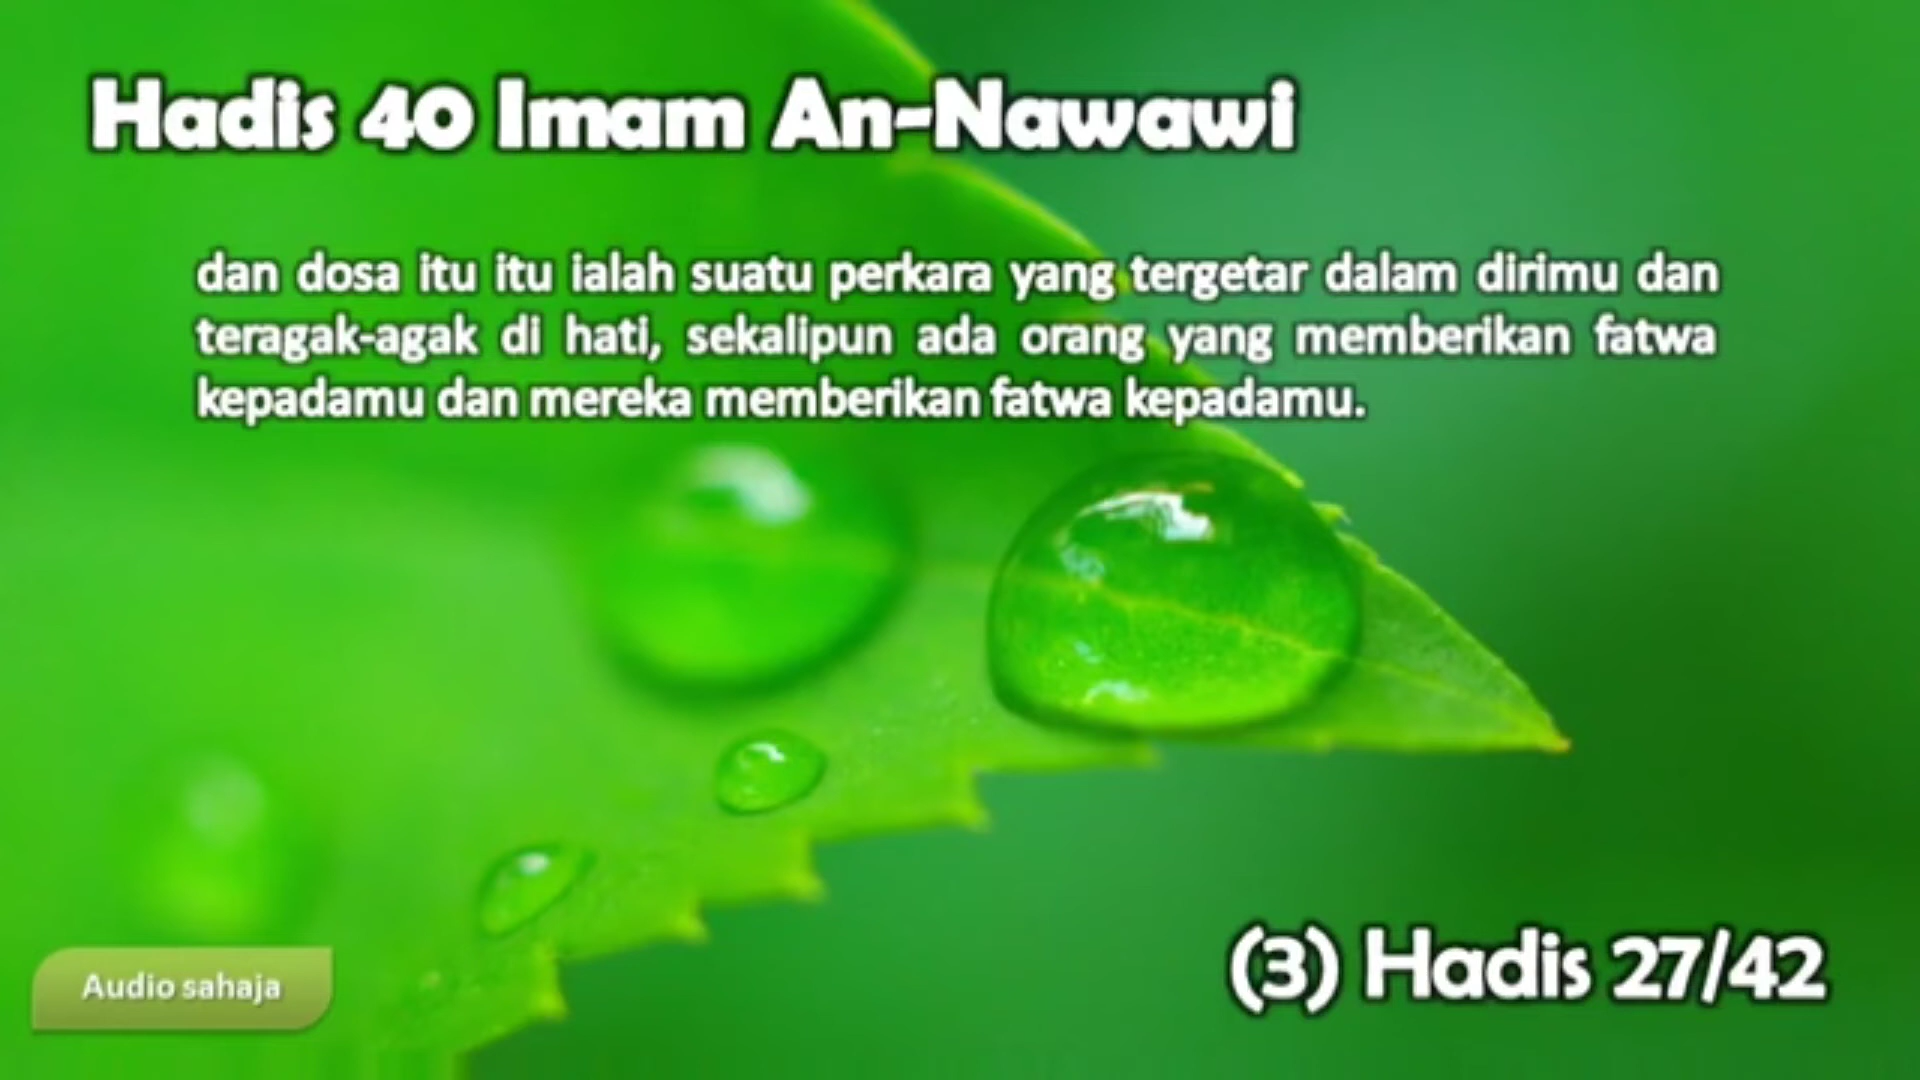 Hadis 40 Imam An-Nawawi
dan dosa itu itu ialah suatu perkara yang tergetar dalam dirimu dan
teragak-agak di hati, sekalipun ada orang yang memberikan fatwa
kepadamu dan mereka memberikan fatwa kepadamu.
Audio sahaja
(3) Hadis 27/42